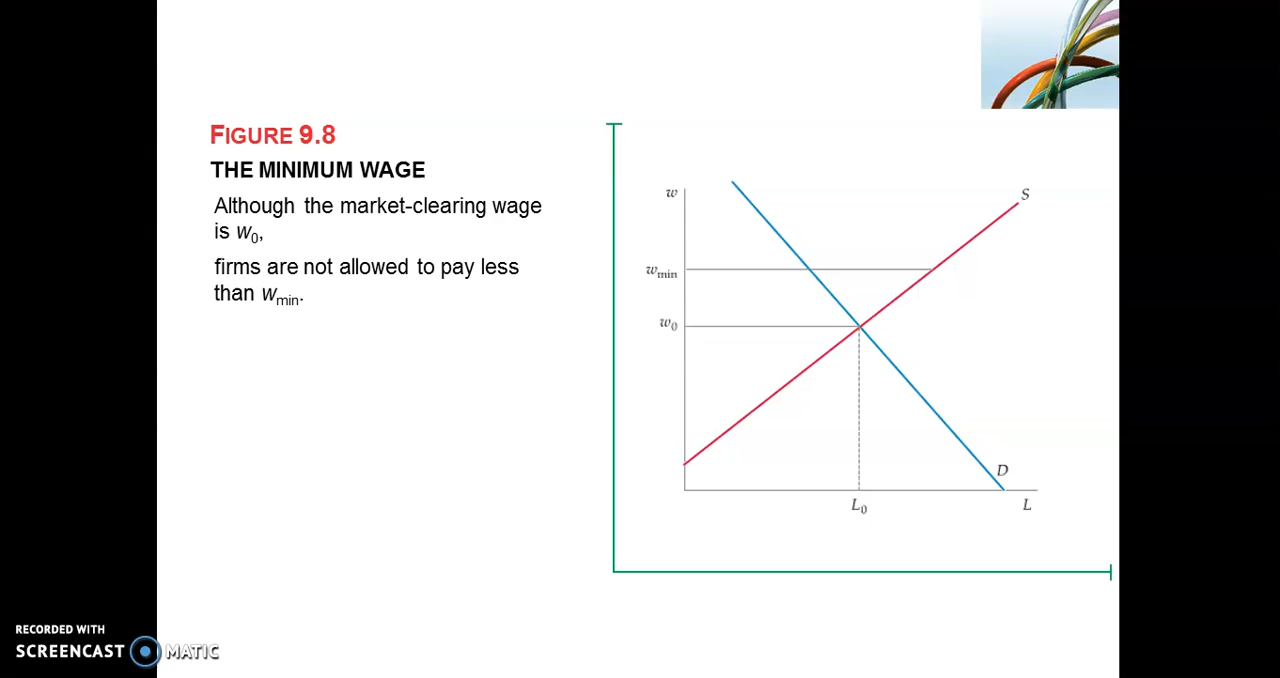 FIGURE 9.8
THE MINIMUM WAGE
Although the market-clearing wage
is w0,
firms are not allowed to pay less
than wmin.
w
S
wmin
w0
D
L0
L
RECORDED WITH
SCREENCAST MATIC